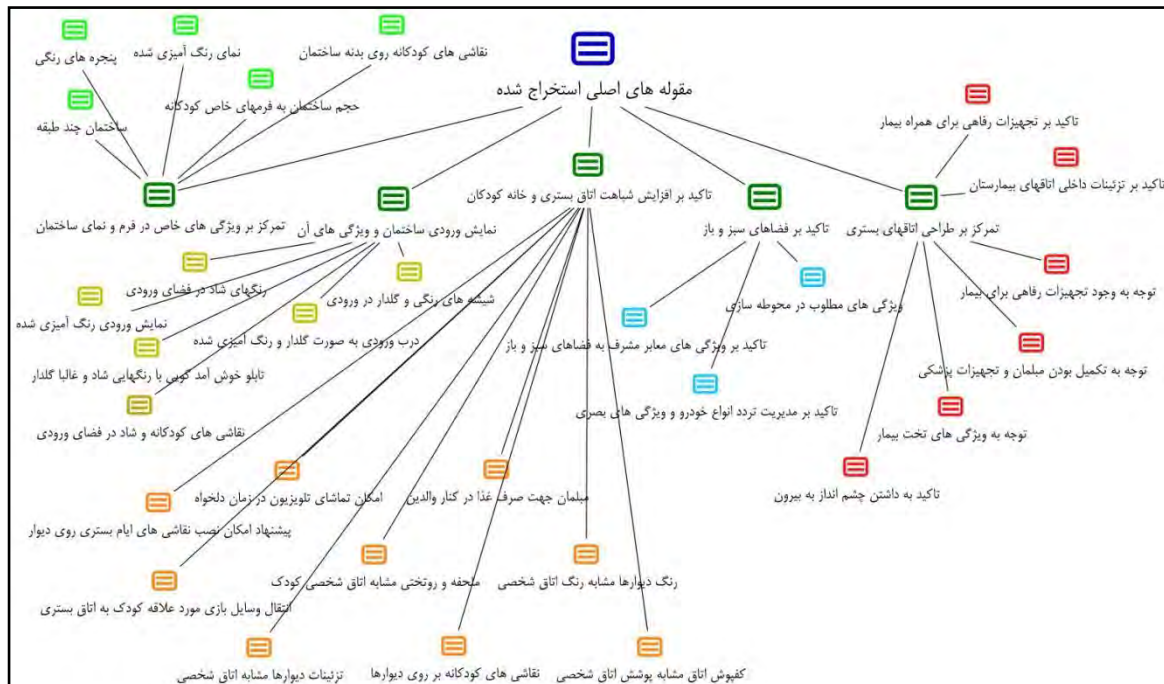 نقاشی های کودکانه روی بدنه ساختمان
نمای رنگ آمیزی شده
پنجره های رنگی
حجم ساختمان به فرمهای خاص کودکانه
ساختمان چند طبقه
مقوله های اصلی استخراج شده
تاکید بر تجهیزات رفاهی برای همراه بیمار
تاکید بر تزئینات داخلی اتاقهای بیمارستان
تمرکز بر طراحی اتاقهای بستری
تاکید بر فضاهای سبز و باز
تاکید بر افزایش شباهت اتاق بستری و خانه کودکان
نمایش ورودی ساختمان و ویژگی های آن
تمرکز بر ویژگی های خاص در فرم و نمای ساختمان
توجه به وجود تجهیزات رفاهی برای بیمار
ویژگی های مطلوب در محوطه سازی
شیشه های رنگی و گلدار در ورودی
رنگهای شاد در فضای ورودی
نمایش ورودی رنگ آمیزی شده
درب ورودی به صورت گلدار و رنگ آمیزی شده
تاکید بر ویژگی های معابر مشرف به فضاهای سبز و باز
توجه به تکمیل بودن مبلمان و تجهیزات پزشکی
تابلو خوش آمد گویی با رنگهایی شاد و غالبا گلدار
تاکید بر مدیریت تردد انواع خودرو و ویژگی های بصری
توجه به ویژگی های تخت بیمار
نقاشی های کودکانه و شاد در فضای ورودی
تاکید به داشتن چشم انداز به بیرون
مبلمان جهت صرف غذا در کنار والدین
امکان تماشای تلویزیون در زمان دلخواه
پیشنهاد امکان نصب نقاشی های ایام بستری روی دیوار
رنگ دیوارها مشابه رنگ اتاق شخصی
ملحفه و روتختی مشابه اتاق شخصی کودک
انتقال وسایل بازی مورد علاقه کودک به اتاق بستری
کفپوش اتاق مشابه پوشش اتاق شخصی
نقاشی های کودکانه بر روی دیوارها
تزئینات دیوارها مشابه اتاق شخصی